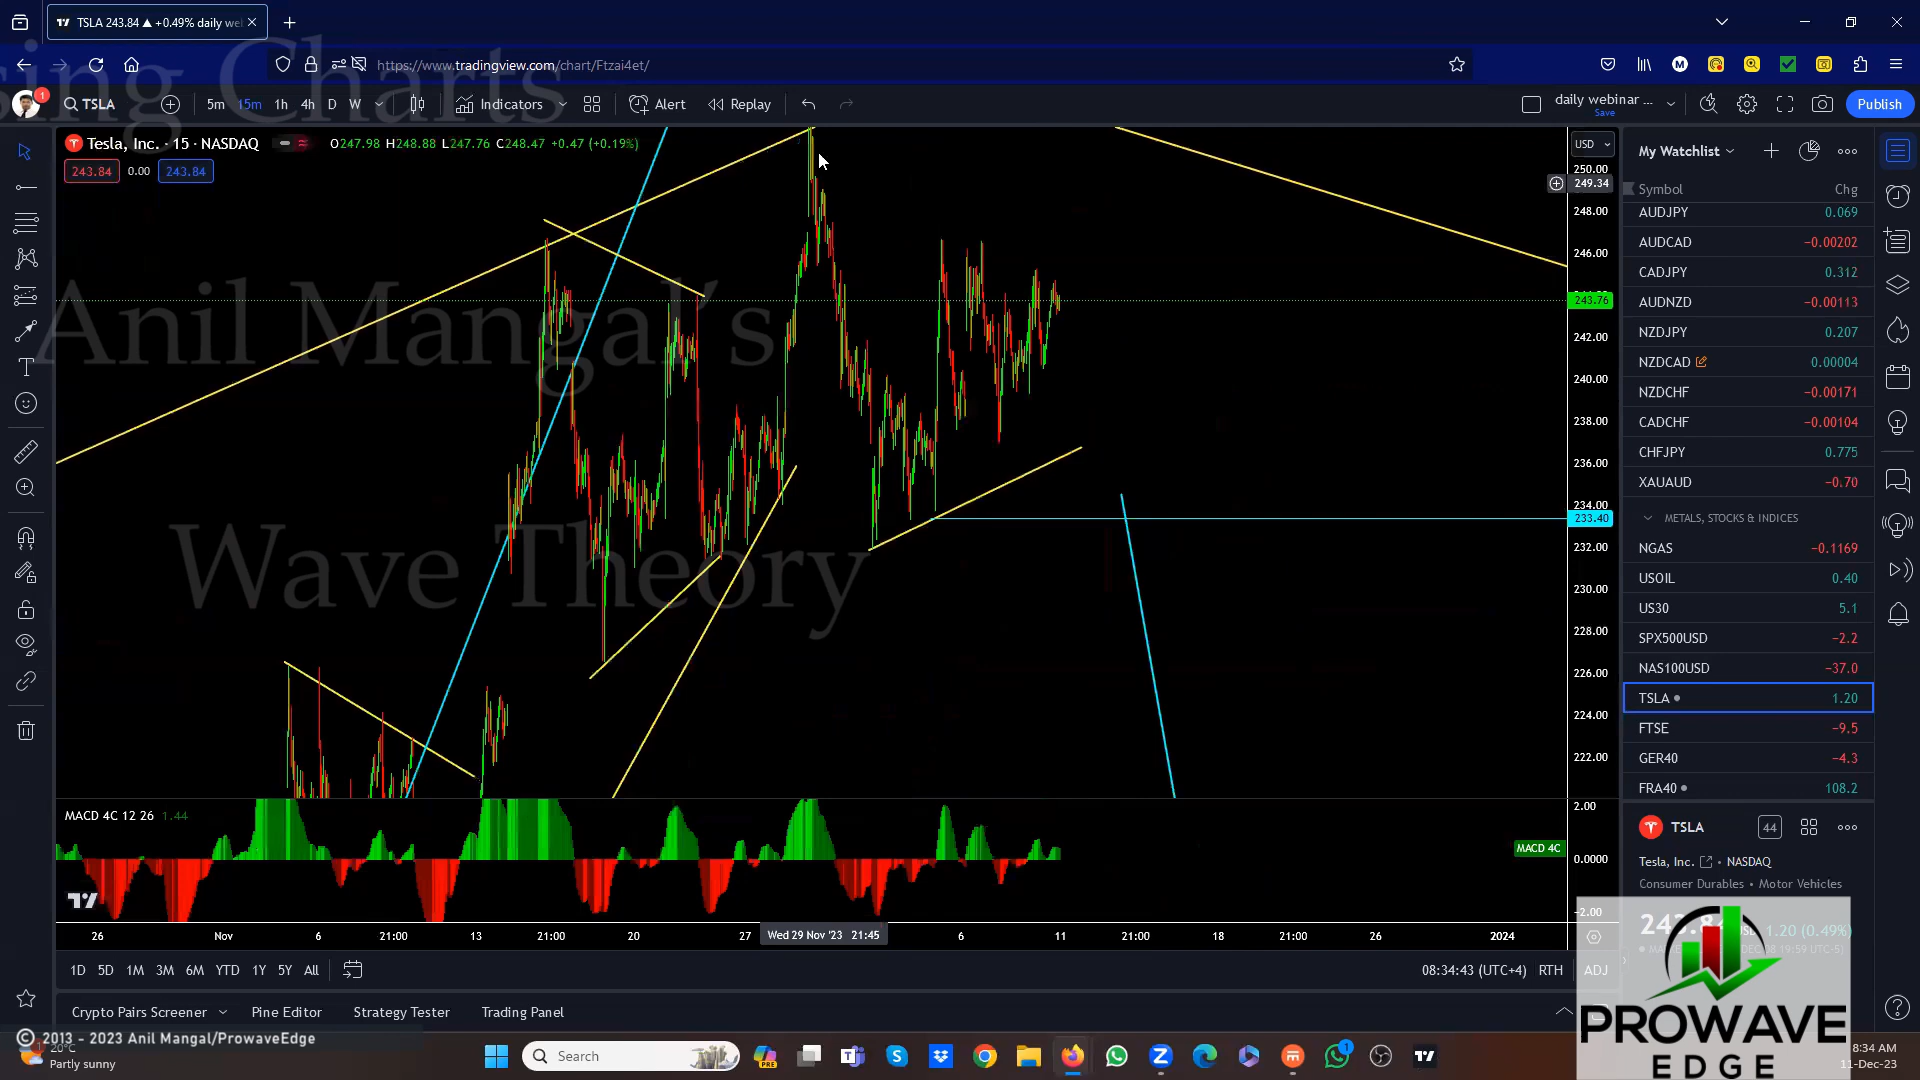 TSLA 243.84 ▲ +0.49% daily we
https://www.tradingview.com/chart/Ftzai4et/
sing Charts
1
TSLA
5m 15m 1h 4h D W
Indicators
Alert
Replay
daily webinar ...
Save
Publish
Tesla, Inc. · 15 · NASDAQ
O247.98 H248.88 L247.76 C248.47 +0.47 (+0.19%)
243.84 0.00 243.84
USD
250.00
249.34
248.00
246.00
243.76
242.00
240.00
238.00
236.00
234.00
233.40
232.00
230.00
228.00
226.00
224.00
222.00
Anil Mangal's
Wave Theory
MACD 4C 12 26 1.44
2.00
MACD 4C
0.0000
-2.00
26 Nov 6 21:00 13 21:00 20 27 Wed 29 Nov '23 21:45 6 11 21:00 18 21:00 26 2024
1D 5D 1M 3M 6M YTD 1Y 5Y All
08:34:43 (UTC+4) RTH ADJ
Crypto Pairs Screener
Pine Editor
Strategy Tester
Trading Panel
My Watchlist
Symbol Chg
AUDJPY 0.069
AUDCAD −0.00202
CADJPY 0.312
AUDNZD −0.00113
NZDJPY 0.207
NZDCAD 0.00004
NZDCHF −0.00171
CADCHF −0.00104
CHFJPY 0.775
XAUAUD −0.70
METALS, STOCKS & INDICES
NGAS −0.1169
USOIL 0.40
US30 5.1
SPX500USD −2.2
NAS100USD −37.0
TSLA 1.20
FTSE −9.5
GER40 −4.3
FRA40 108.2
TSLA
44
Tesla, Inc. • NASDAQ
Consumer Durables • Motor Vehicles
1.20 (0.49%)
PROWAVE
EDGE
© 2013 - 2023 Anil Mangal/ProwaveEdge
1
20°C
Partly sunny
Search
PRE
1
8:34 AM
11-Dec-23